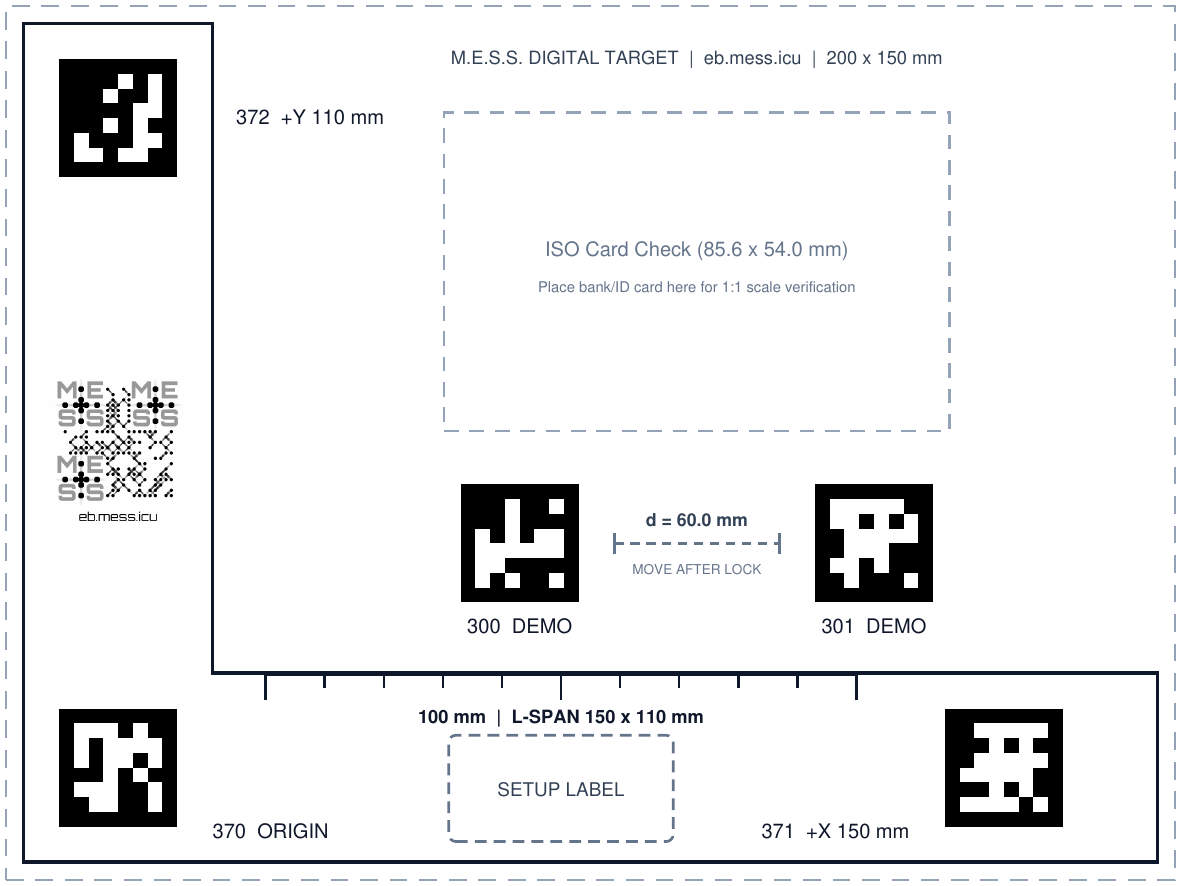 M.E.S.S. DIGITAL TARGET | eb.mess.icu | 200 x 150 mm
372 +Y 110 mm
ISO Card Check (85.6 x 54.0 mm)
Place bank/ID card here for 1:1 scale verification
M E M E
S S S S
M E
S S
eb.mess.icu
d = 60.0 mm
MOVE AFTER LOCK
300 DEMO
301 DEMO
100 mm | L-SPAN 150 x 110 mm
SETUP LABEL
370 ORIGIN
371 +X 150 mm